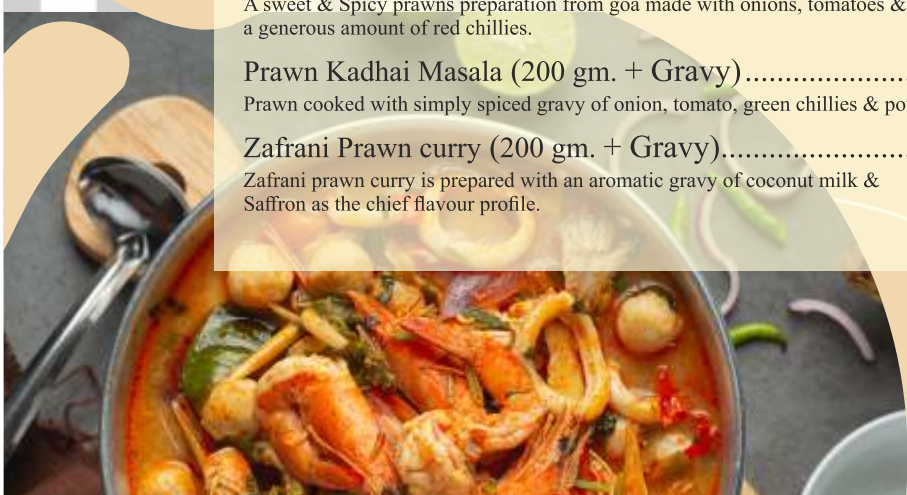 A sweet & Spicy prawns preparation from goa made with onions, tomatoes &
a generous amount of red chillies.
Prawn Kadhai Masala (200 gm. + Gravy)....................
Prawn cooked with simply spiced gravy of onion, tomato, green chillies &
Zafrani Prawn curry (200 gm. + Gravy).......................
Zafrani prawn curry is prepared with an aromatic gravy of coconut milk &
Saffron as the chief flavour profile.